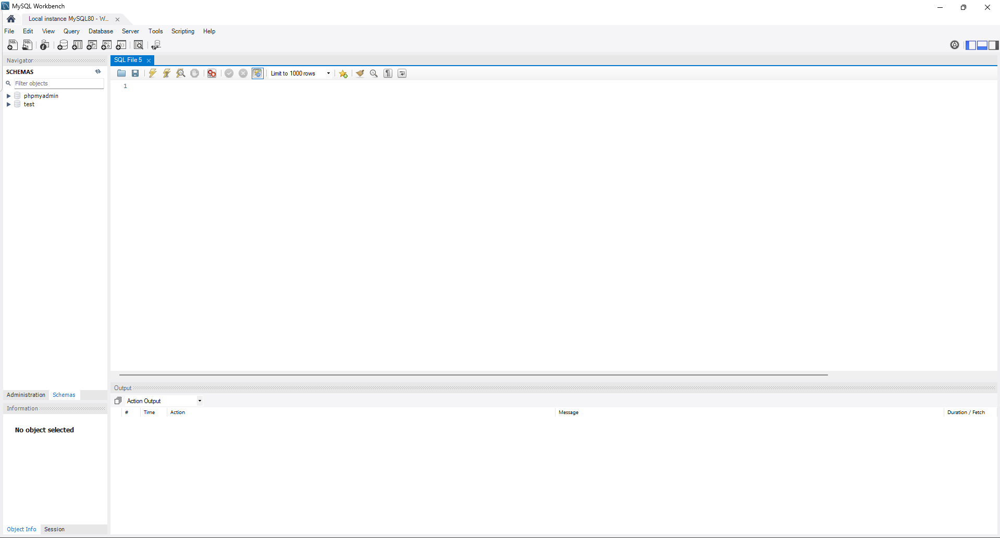 MySQL Workbench
Local instance MySQL80 - W...
File Edit View Query Database Server Tools Scripting Help
SQL SQL
Navigator
SQL File 5
SCHEMAS
Limit to 1000 rows
Filter objects
1
phpmyadmin
test
Output
Administration Schemas
Action Output
Information
# Time Action Message Duration / Fetch
No object selected
Object Info Session